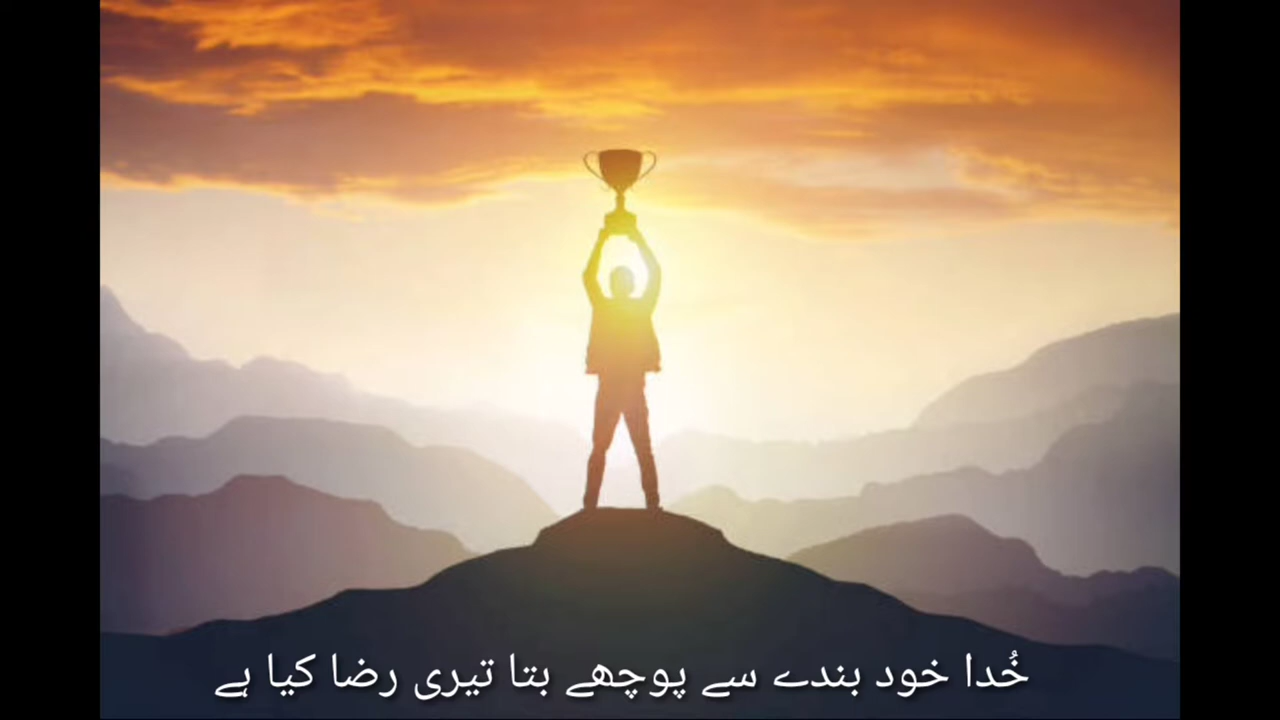 خُدا خود بندے سے پوچھے بتا تیری رضا کیا ہے